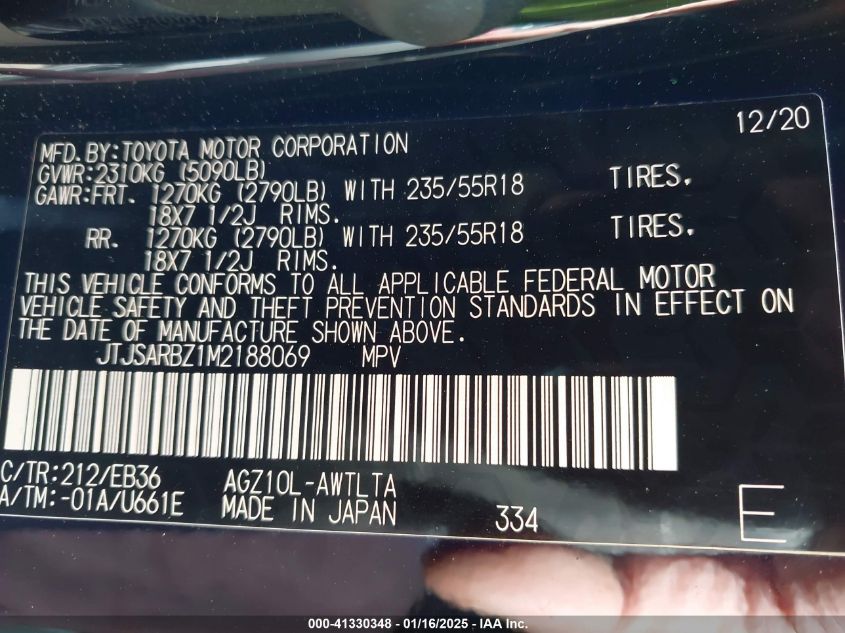 12/20
MFD. BY: TOYOTA MOTOR CORPORATION
GVWR: 2310KG (5090LB)
GAWR: FRT. 1270KG (2790LB) WITH 235/55R18 TIRES.
18X7 1/2J RIMS.
RR. 1270KG (2790LB) WITH 235/55R18 TIRES.
18X7 1/2J RIMS.
THIS VEHICLE CONFORMS TO ALL APPLICABLE FEDERAL MOTOR
VEHICLE SAFETY AND THEFT PREVENTION STANDARDS IN EFFECT ON
THE DATE OF MANUFACTURE SHOWN ABOVE.
JTJSARBZ1M2188069 MPV
C/TR: 212/EB36 AGZ10L-AWTLTA
A/TM: -01A/U661E MADE IN JAPAN 334 E
000-41330348 - 01/16/2025 - IAA Inc.